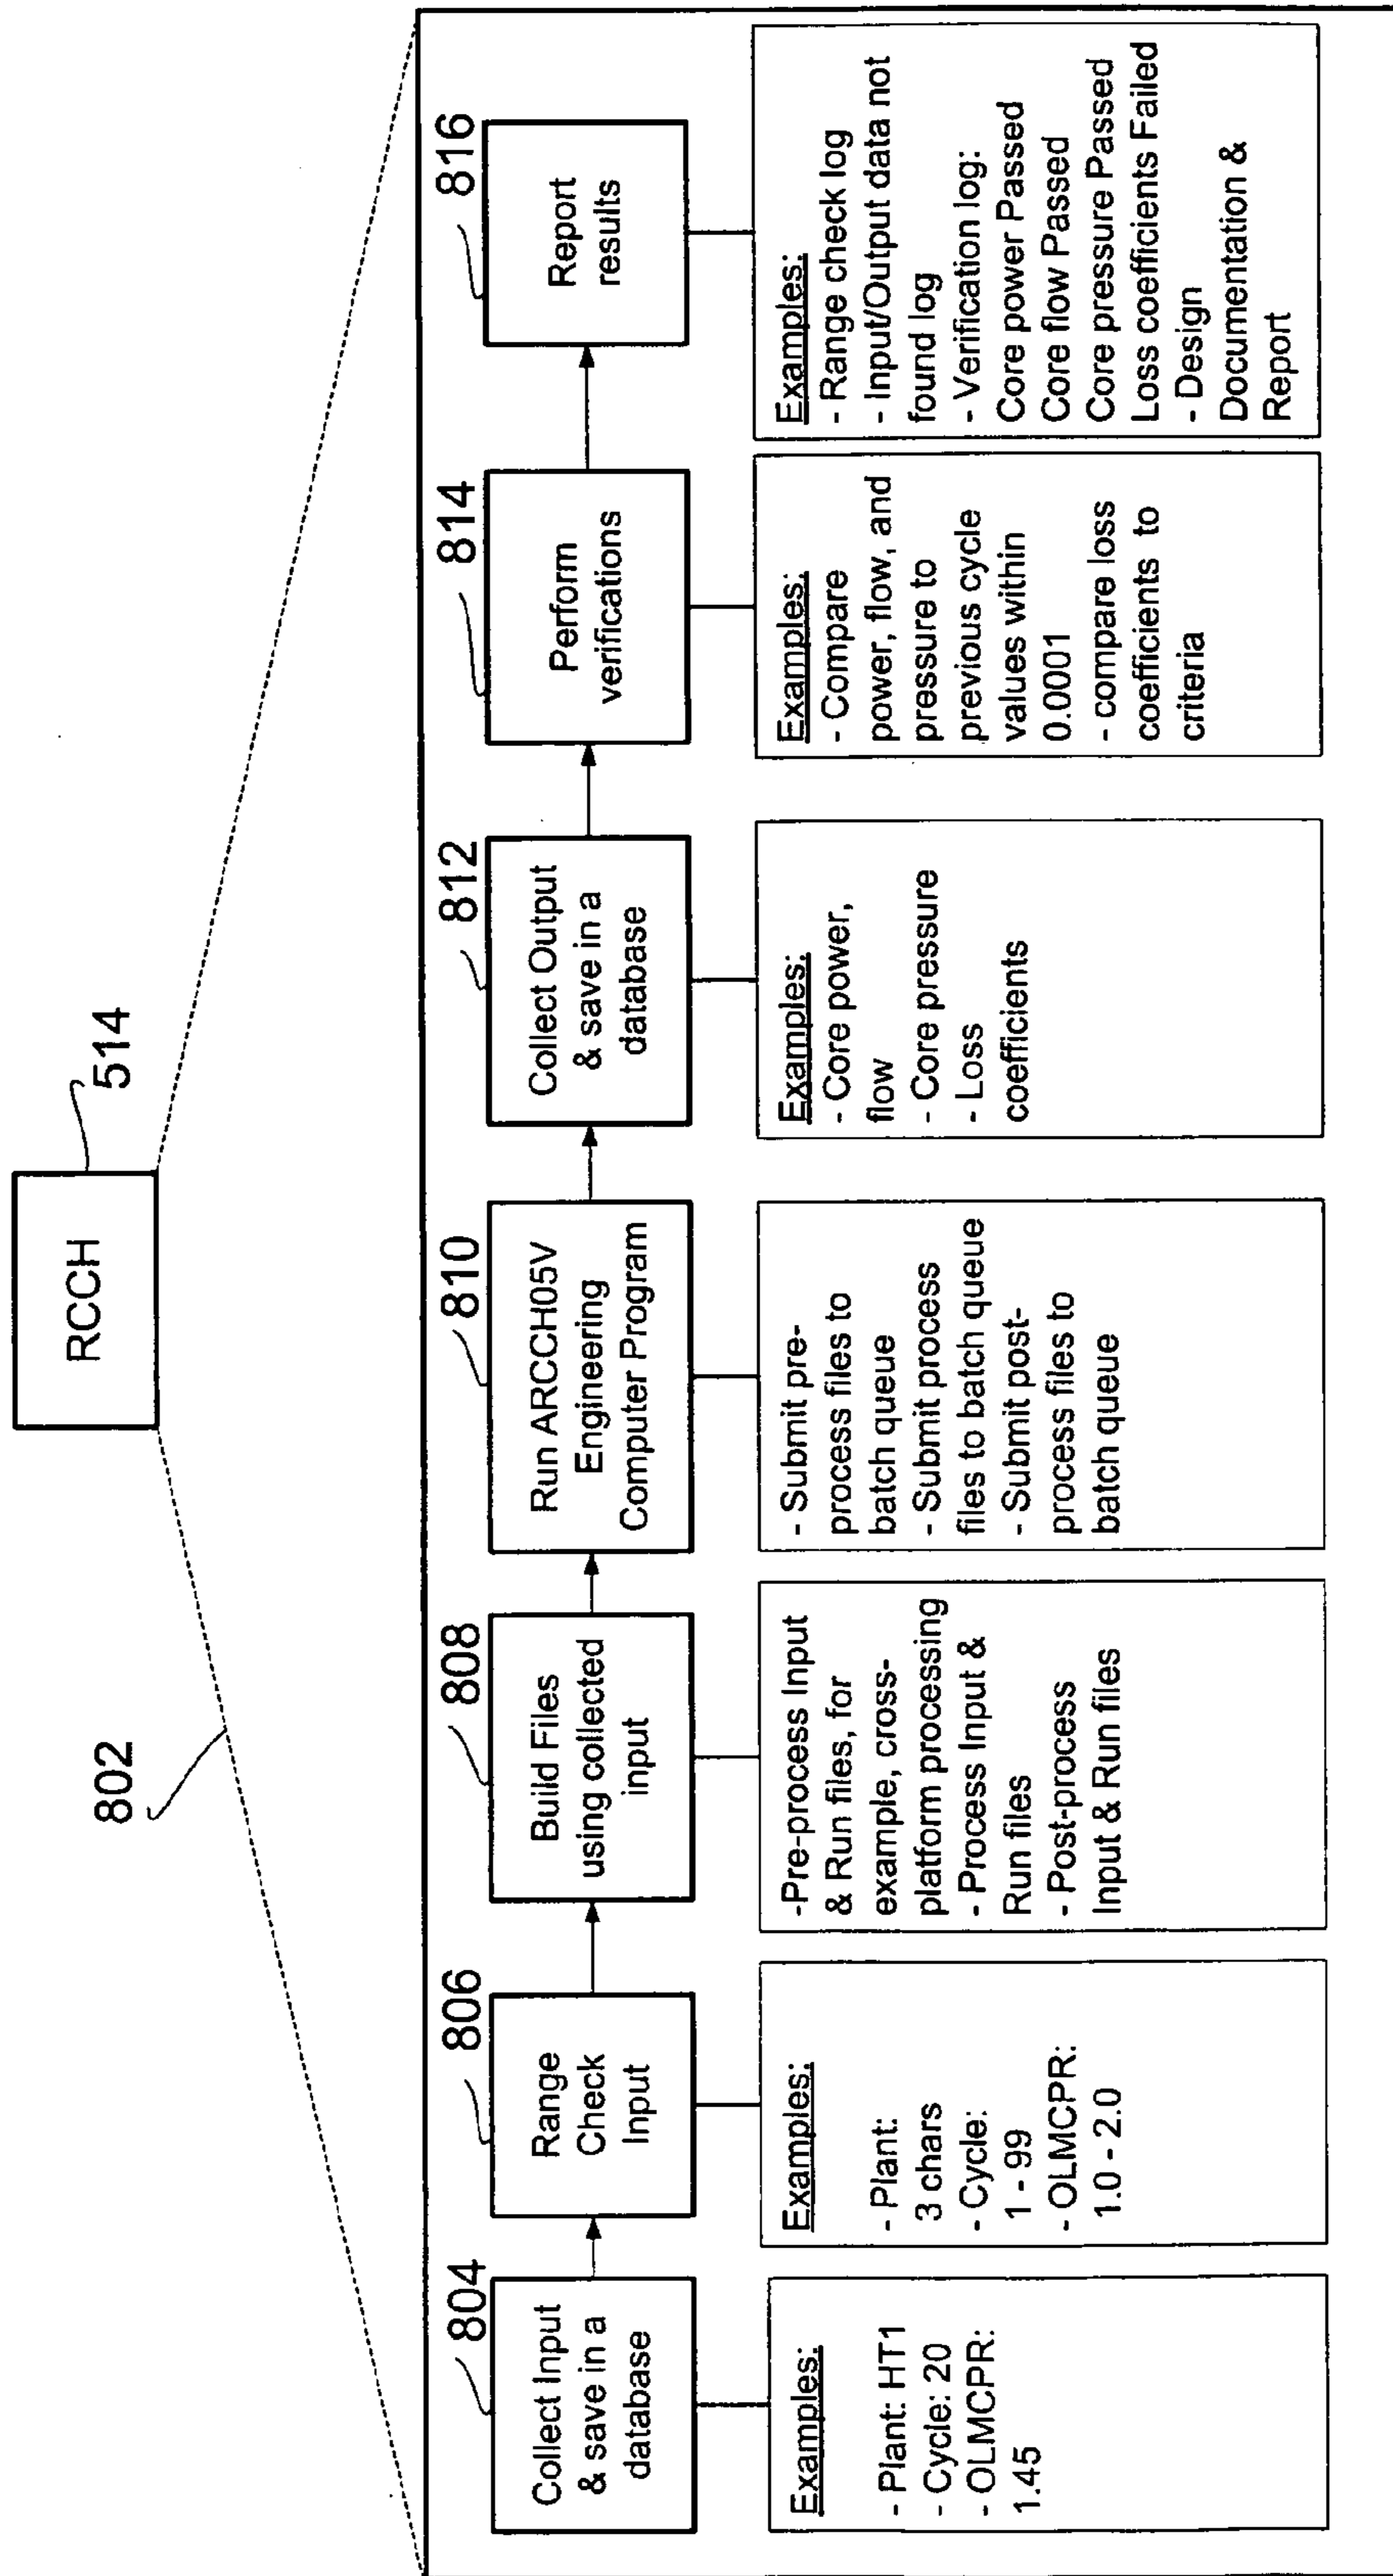 RCCH
514
802
804
Collect Input
& save in a
database
Examples:
- Plant: HT1
- Cycle: 20
- OLMCPR:
1.45
806
Range
Check
Input
Examples:
- Plant:
3 chars
- Cycle:
1 - 99
- OLMCPR:
1.0 - 2.0
808
Build Files
using collected
input
-Pre-process Input
& Run files, for
example, cross-
platform processing
- Process Input &
Run files
- Post-process
Input & Run files
810
Run ARCCH05V
Engineering
Computer Program
- Submit pre-
process files to
batch queue
- Submit process
files to batch queue
- Submit post-
process files to
batch queue
812
Collect Output
& save in a
database
Examples:
- Core power,
flow
- Core pressure
- Loss
coefficients
814
Perform
verifications
Examples:
- Compare
power, flow, and
pressure to
previous cycle
values within
0.0001
- compare loss
coefficients to
criteria
816
Report
results
Examples:
- Range check log
- Input/Output data not
found log
- Verification log:
Core power Passed
Core flow Passed
Core pressure Passed
Loss coefficients Failed
- Design
Documentation &
Report